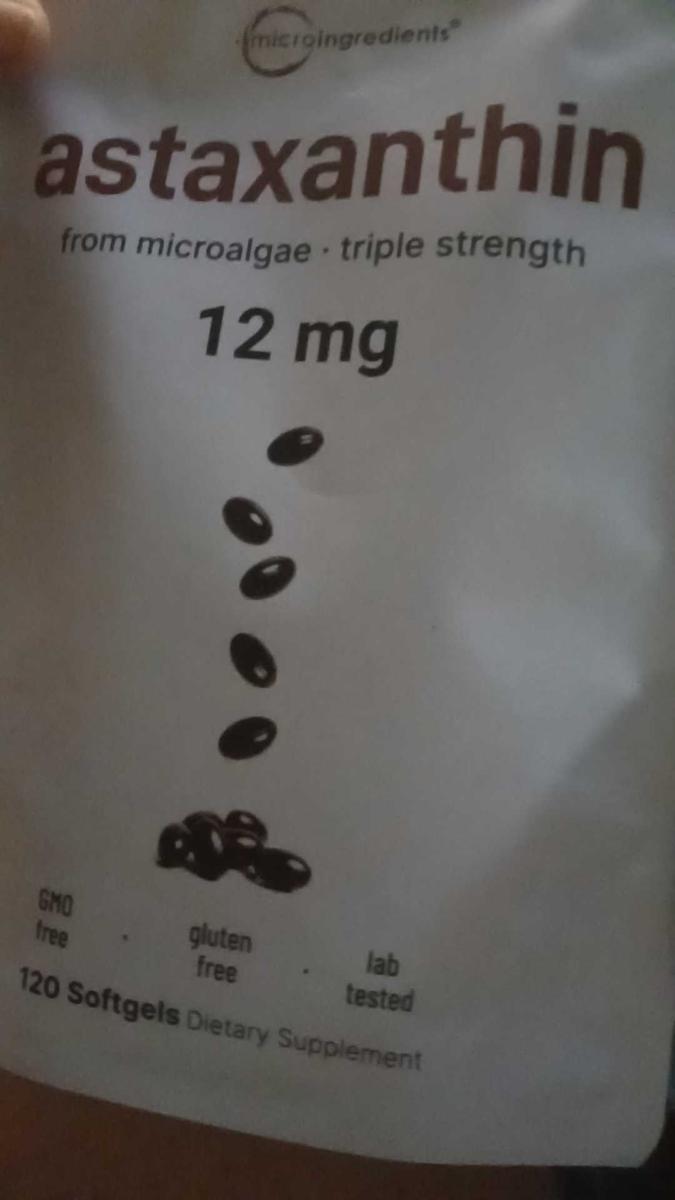 microingredients®
astaxanthin
from microalgae · triple strength
12 mg
GMO free · gluten free · lab tested
120 Softgels Dietary Supplement